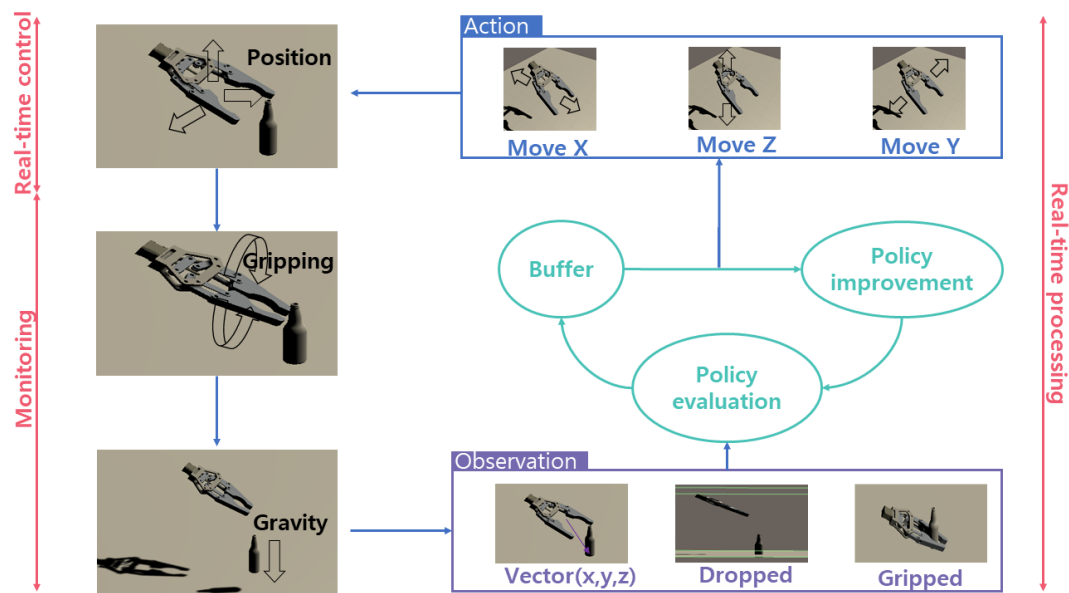 Real-time control
Monitoring
Position
Gripping
Gravity
Action
Move X
Move Z
Move Y
Buffer
Policy
improvement
Policy
evaluation
Observation
Vector(x,y,z)
Dropped
Gripped
Real-time processing